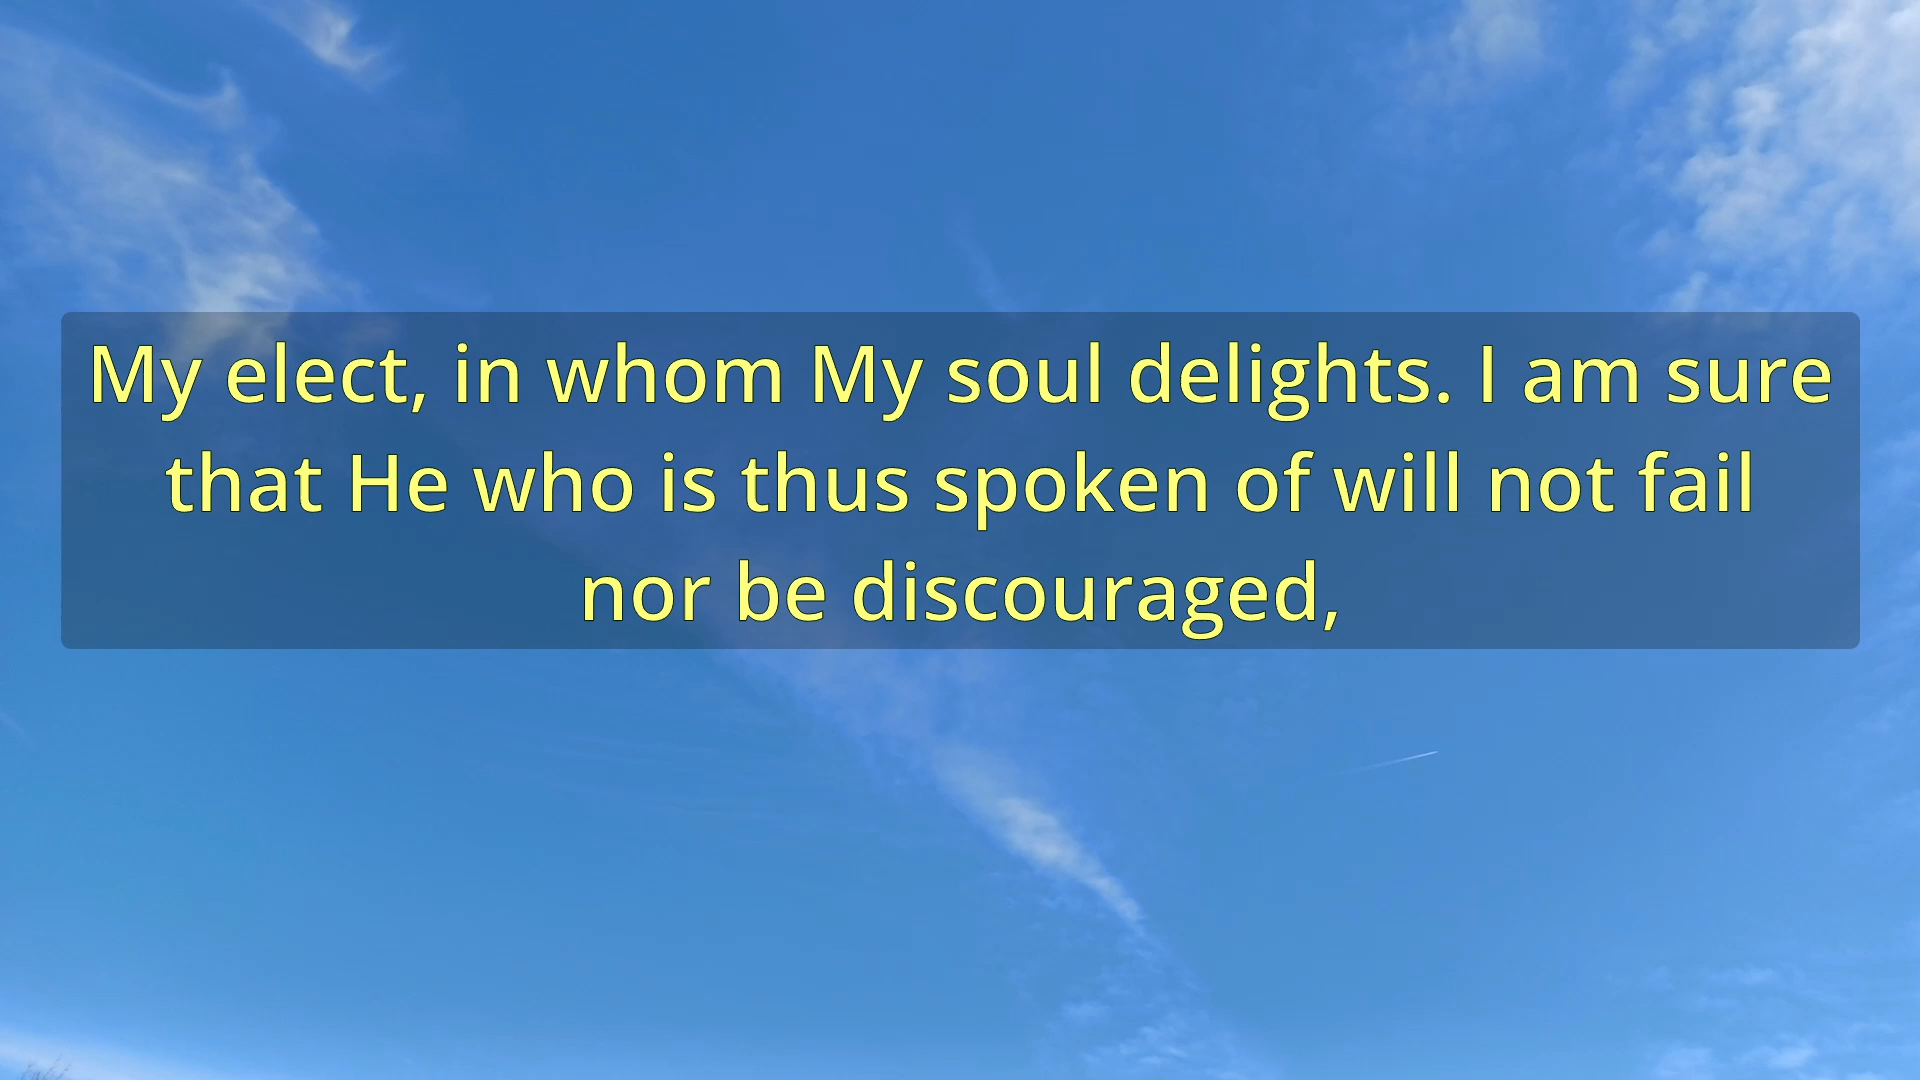 My elect, in whom My soul delights. I am sure
that He who is thus spoken of will not fail
nor be discouraged,